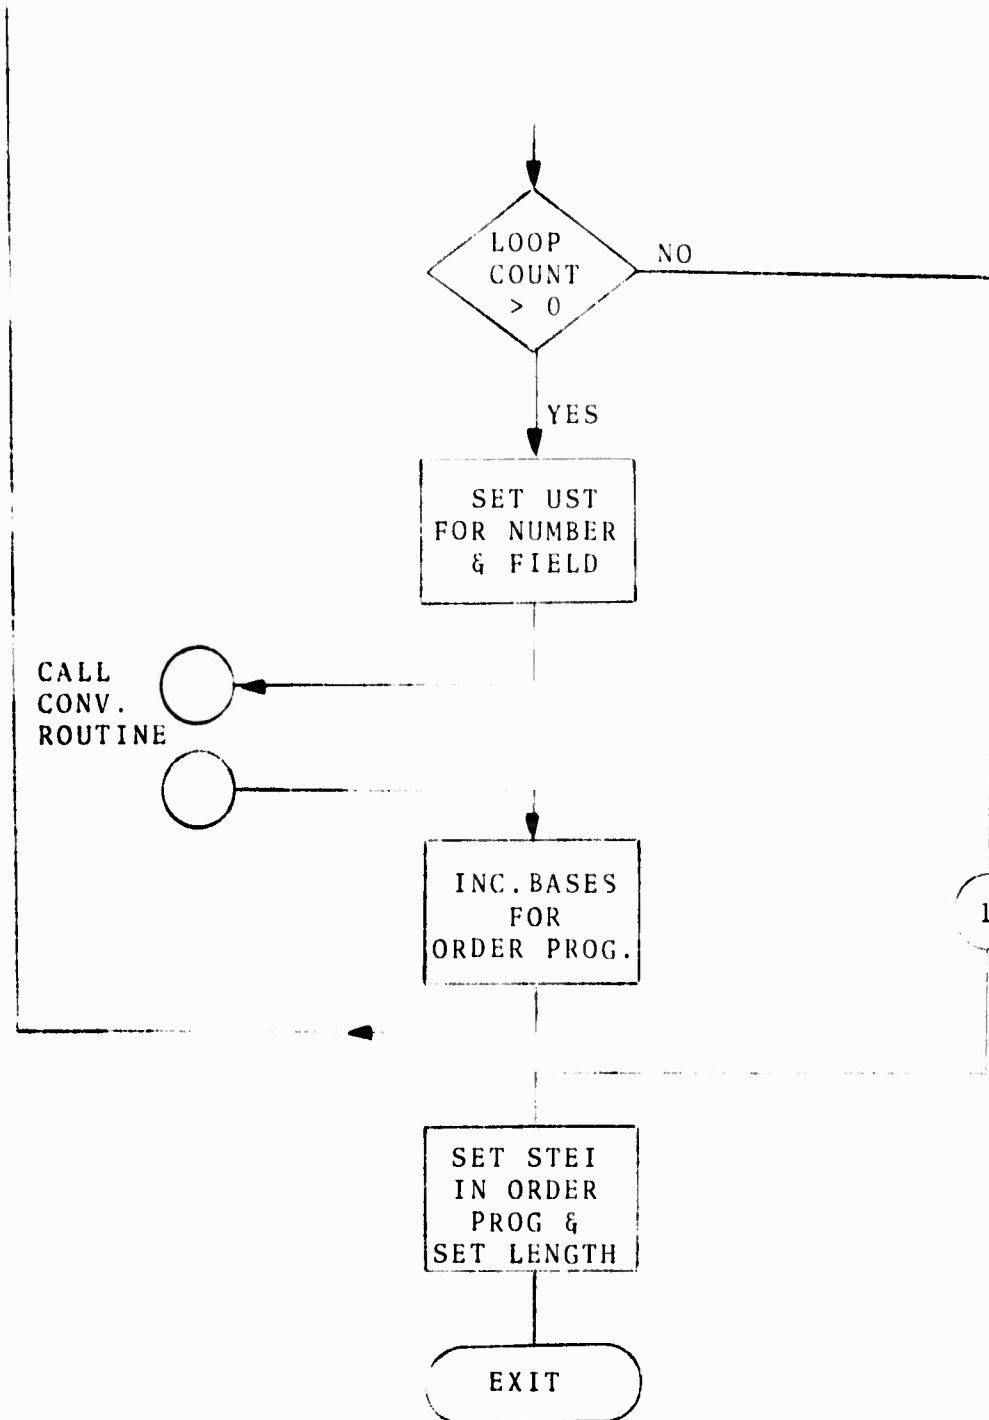 LOOP
COUNT
> 0
NO
YES
SET UST
FOR NUMBER
& FIELD
CALL
CONV.
ROUTINE
INC.BASES
FOR
ORDER PROG.
1
SET STEI
IN ORDER
PROG &
SET LENGTH
EXIT